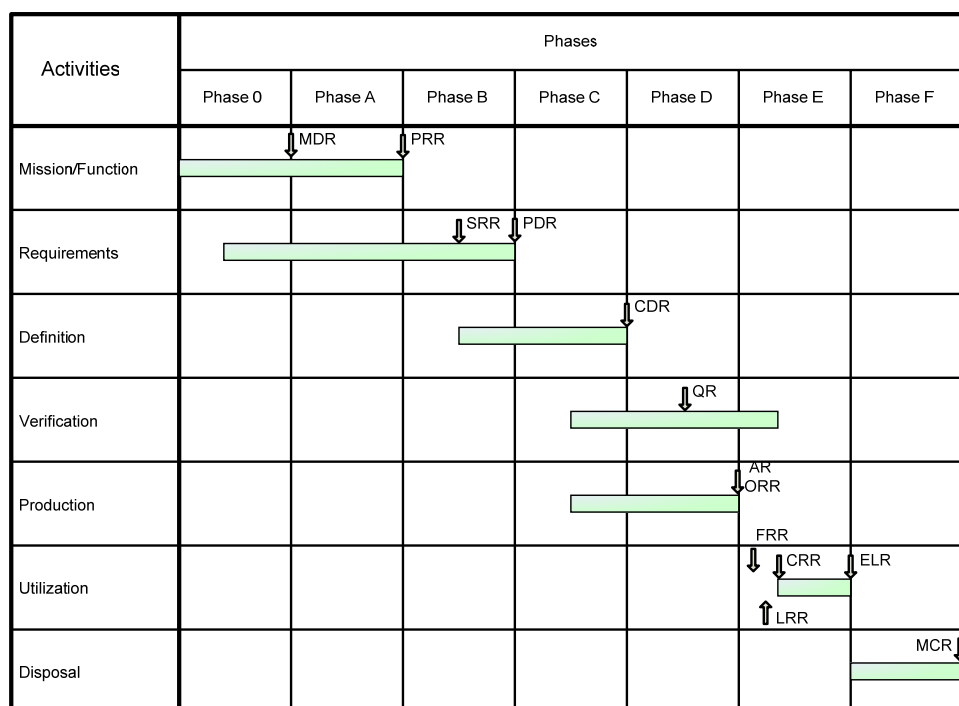 Activities
Phases
Phase 0
Phase A
Phase B
Phase C
Phase D
Phase E
Phase F
Mission/Function
MDR
PRR
Requirements
SRR
PDR
Definition
CDR
Verification
QR
Production
AR
ORR
Utilization
FRR
CRR
ELR
LRR
Disposal
MCR